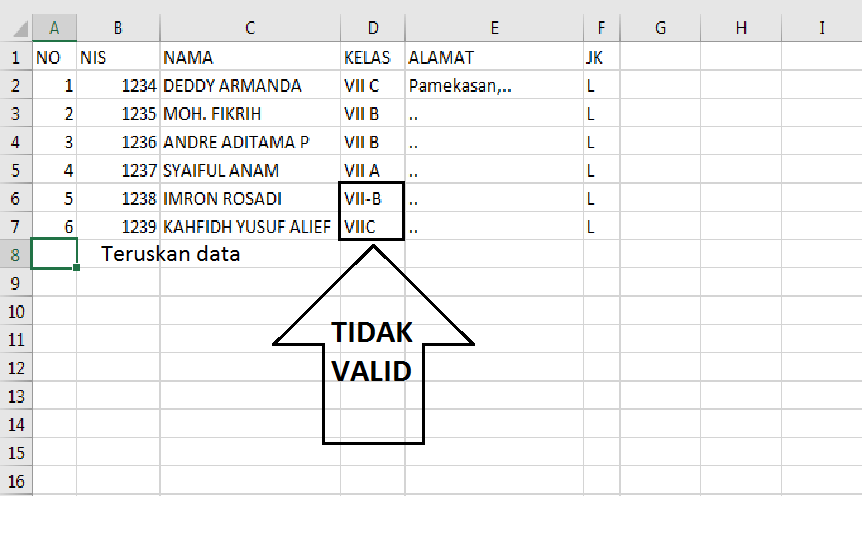 A B C D E F G H I
1 NO NIS NAMA KELAS ALAMAT JK
2 1 1234 DEDDY ARMANDA VII C Pamekasan,.. L
3 2 1235 MOH. FIKRIH VII B .. L
4 3 1236 ANDRE ADITAMA P VII B .. L
5 4 1237 SYAIFUL ANAM VII A .. L
6 5 1238 IMRON ROSADI VII-B .. L
7 6 1239 KAHFIDH YUSUF ALIEF VIIC .. L
8 Teruskan data
9
10
11 TIDAK
12 VALID
13
14
15
16